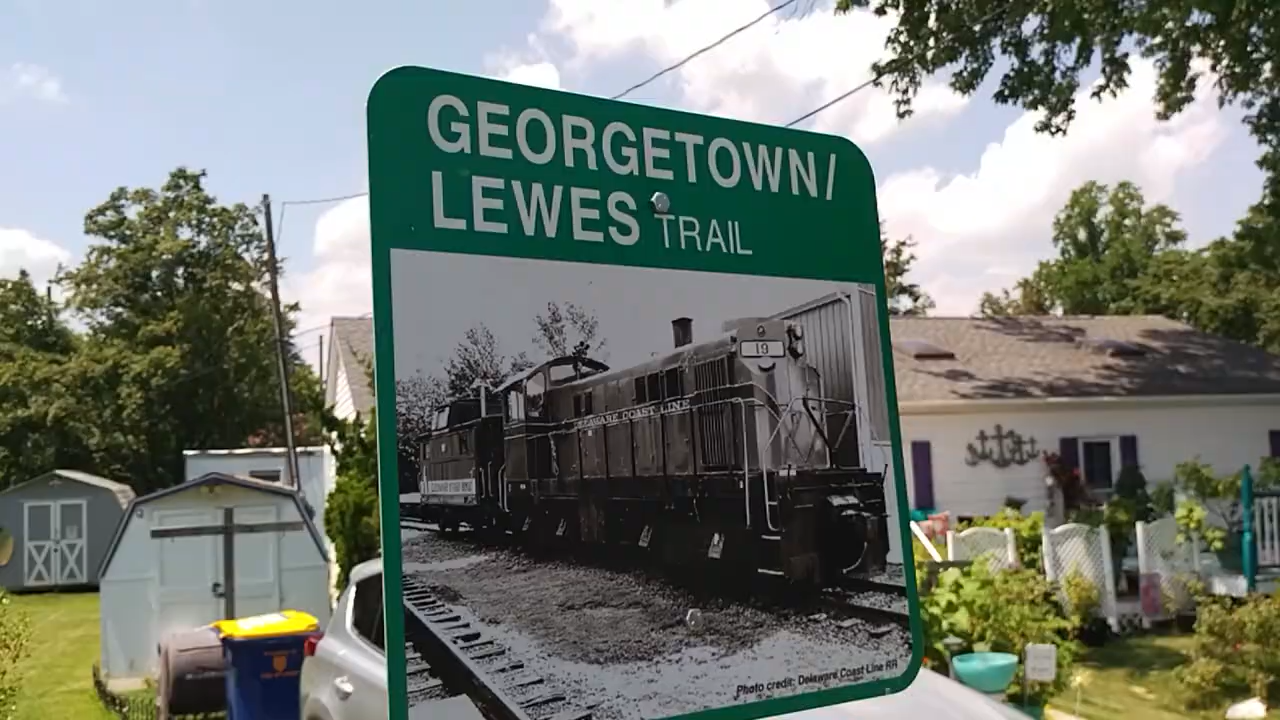 GEORGETOWN/
LEWES TRAIL
19
DELAWARE COAST LINE
Photo credit: Delaware Coast Line RR